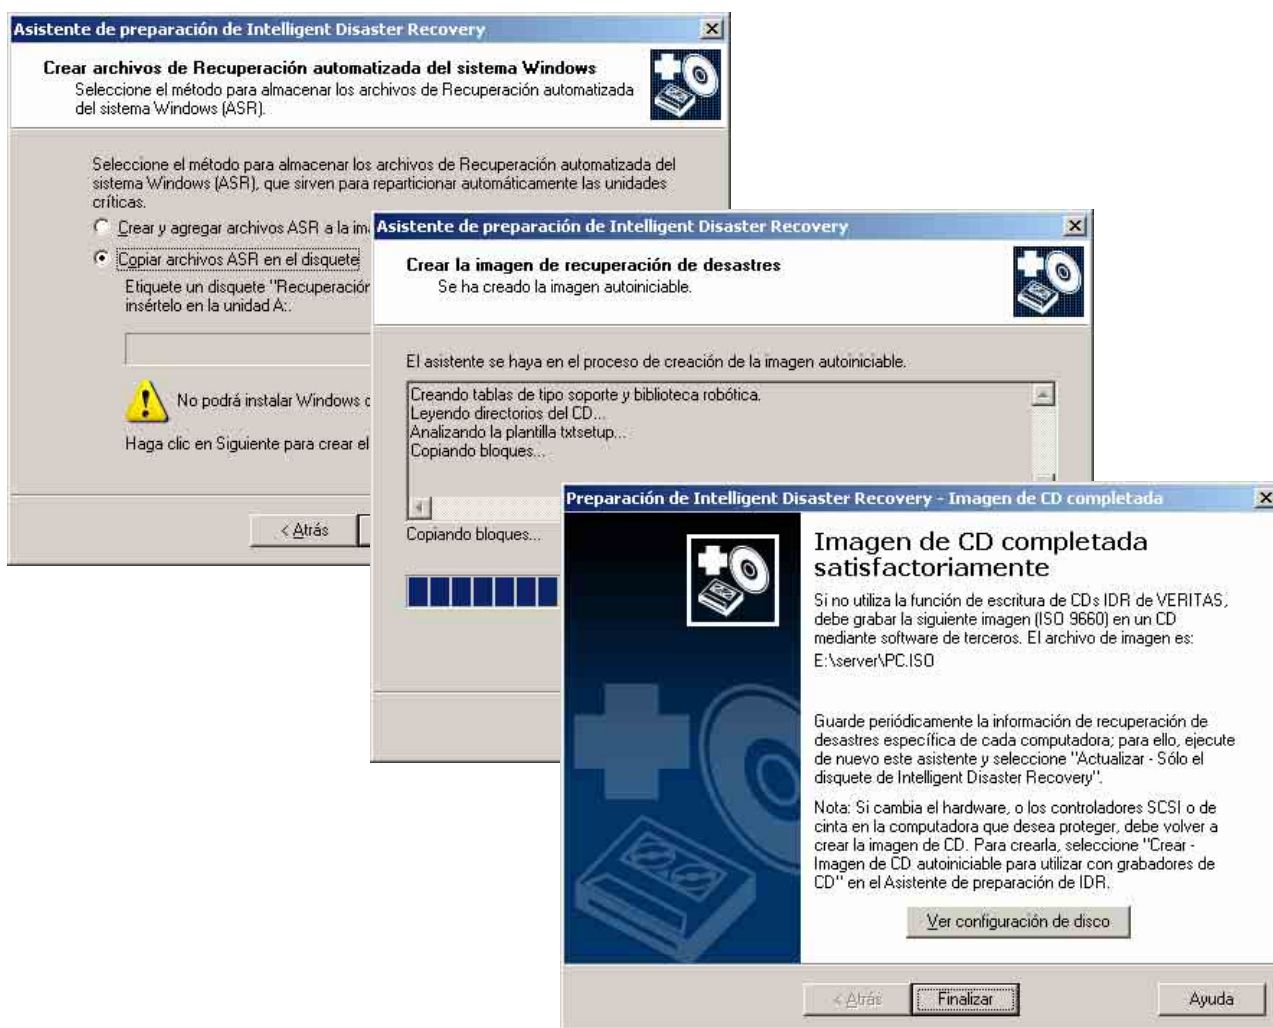 Asistente de preparación de Intelligent Disaster Recovery
Crear archivos de Recuperación automatizada del sistema Windows
Seleccione el método para almacenar los archivos de Recuperación automatizada
del sistema Windows (ASR).
Seleccione el método para almacenar los archivos de Recuperación automatizada del
sistema Windows (ASR), que sirven para reparticionar automáticamente las unidades
críticas.
Crear y agregar archivos ASR a la
Copiar archivos ASR en el disquete
Etiquete un disquete "Recuperación
insértelo en la unidad A:.
No podrá instalar Windows
Haga clic en Siguiente para crear el
< Atrás
Asistente de preparación de Intelligent Disaster Recovery
Crear la imagen de recuperación de desastres
Se ha creado la imagen autoiniciable.
El asistente se haya en el proceso de creación de la imagen autoiniciable.
Creando tablas de tipo soporte y biblioteca robótica.
Leyendo directorios del CD...
Analizando la plantilla txtsetup...
Copiando bloques...
Copiando bloques...
Preparación de Intelligent Disaster Recovery - Imagen de CD completada
Imagen de CD completada
satisfactoriamente
Si no utiliza la función de escritura de CDs IDR de VERITAS,
debe grabar la siguiente imagen (ISO 9660) en un CD
mediante software de terceros. El archivo de imagen es:
E:\server\PC.ISO
Guarde periódicamente la información de recuperación de
desastres específica de cada computadora; para ello, ejecute
de nuevo este asistente y seleccione "Actualizar - Sólo el
disquete de Intelligent Disaster Recovery".
Nota: Si cambia el hardware, o los controladores SCSI o de
cinta en la computadora que desea proteger, debe volver a
crear la imagen de CD. Para crearla, seleccione "Crear -
Imagen de CD autoiniciable para utilizar con grabadores de
CD" en el Asistente de preparación de IDR.
Ver configuración de disco
< Atrás
Finalizar
Ayuda